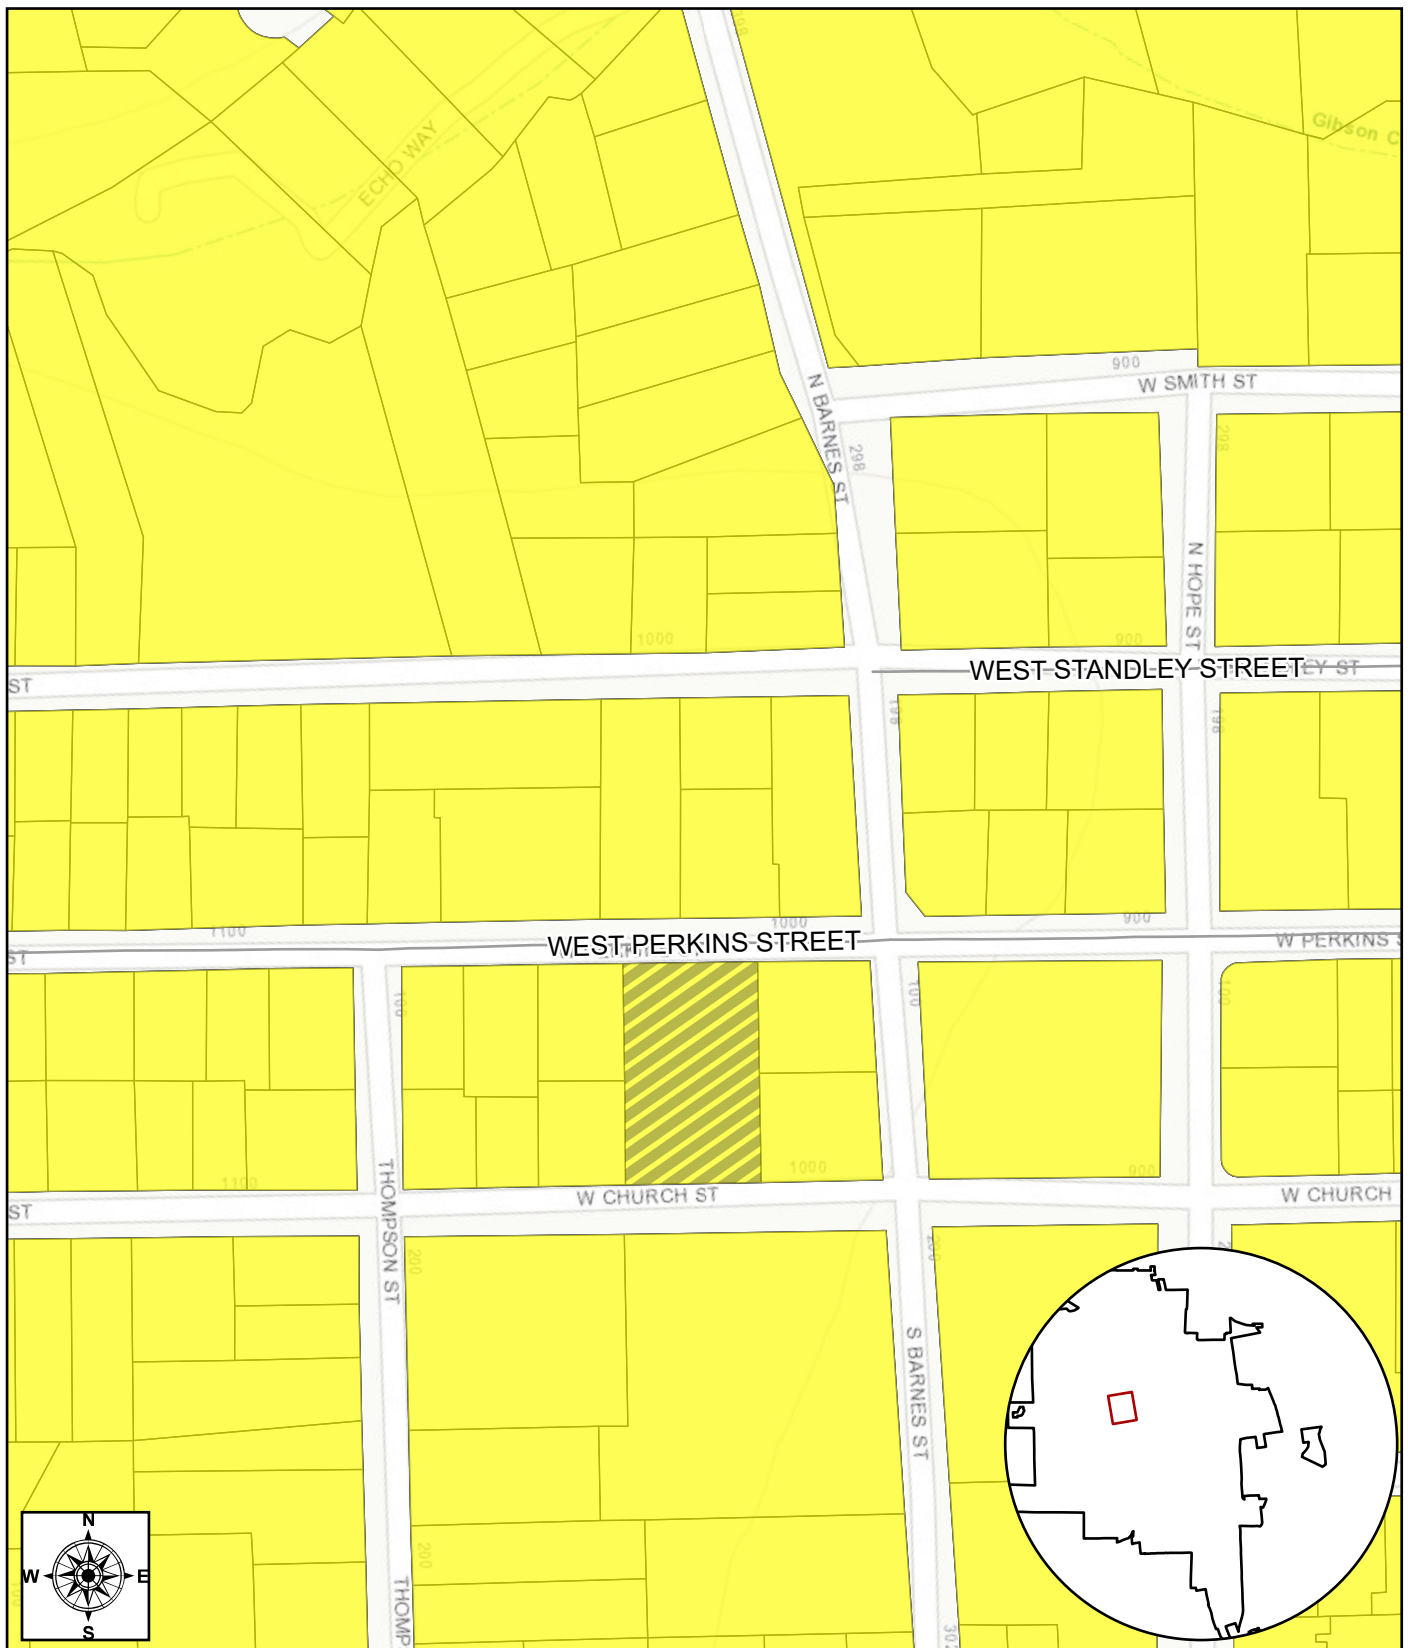 ECHO WAY
Gibson C
900
W SMITH ST
N BARNES ST
298
298
N HOPE ST
1000
900
WEST STANDLEY STREET
EY ST
ST
198
198
1100
1000
900
WEST PERKINS STREET
W PERKINS S
ST
100
100
100
1100
1000
900
W CHURCH ST
W CHURCH
ST
THOMPSON ST
200
200
S BARNES ST
200
THOMP
N
W
E
S